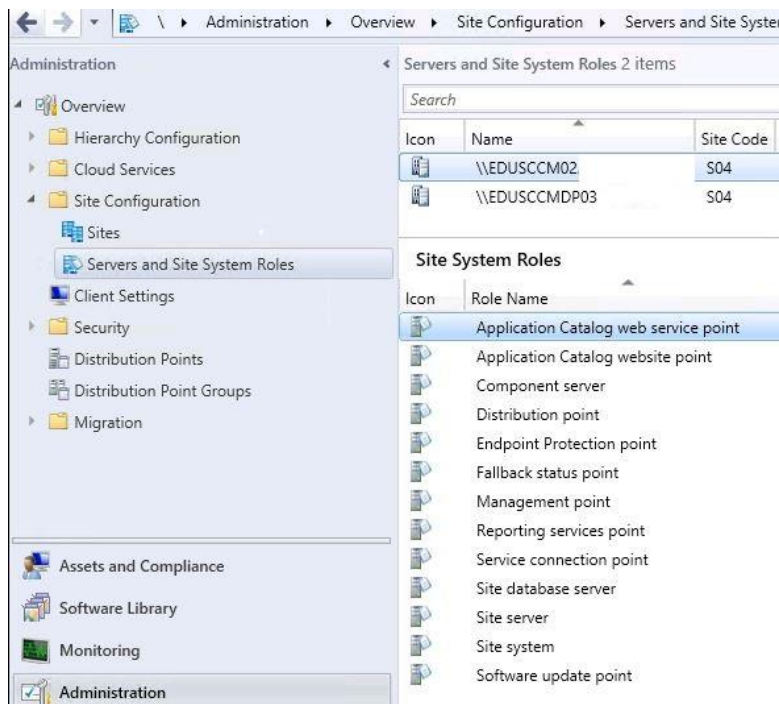 \ Administration Overview Site Configuration Servers and Site Syste
Administration
Overview
Hierarchy Configuration
Cloud Services
Site Configuration
Sites
Servers and Site System Roles
Client Settings
Security
Distribution Points
Distribution Point Groups
Migration
Assets and Compliance
Software Library
Monitoring
Administration
Servers and Site System Roles 2 items
Search
Icon Name Site Code
\\EDUSCCM02 S04
\\EDUSCCMDP03 S04
Site System Roles
Icon Role Name
Application Catalog web service point
Application Catalog website point
Component server
Distribution point
Endpoint Protection point
Fallback status point
Management point
Reporting services point
Service connection point
Site database server
Site server
Site system
Software update point